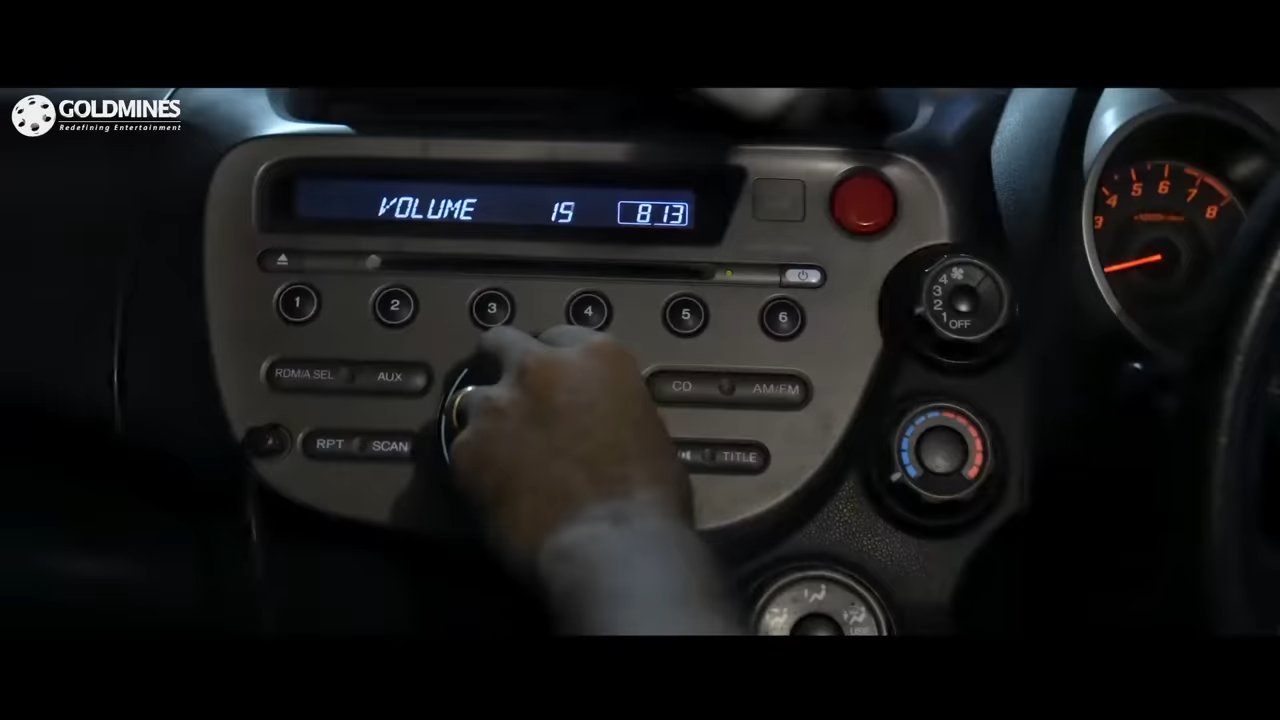 GOLDMINES
Redefining Entertainment
VOLUME 19 8 13
1 2 3 4 5 6
RDM/A SEL AUX
CD AM/FM
RPT SCAN
TITLE
4
3
2
1
OFF
3 4 5 6 7 8